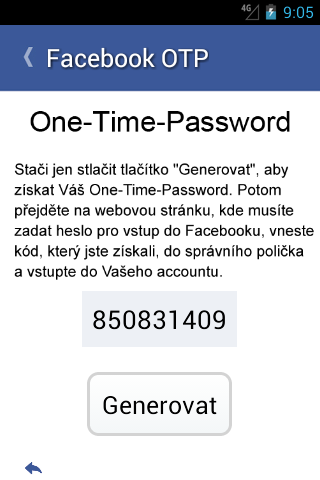 4G 9:05
Facebook OTP
One-Time-Password
Stači jen stlačit tlačítko "Generovat", aby
získat Váš One-Time-Password. Potom
přejděte na webovou stránku, kde musíte
zadat heslo pro vstup do Facebooku, vneste
kód, který jste získali, do správního polička
a vstupte do Vašeho accountu.
850831409
Generovat